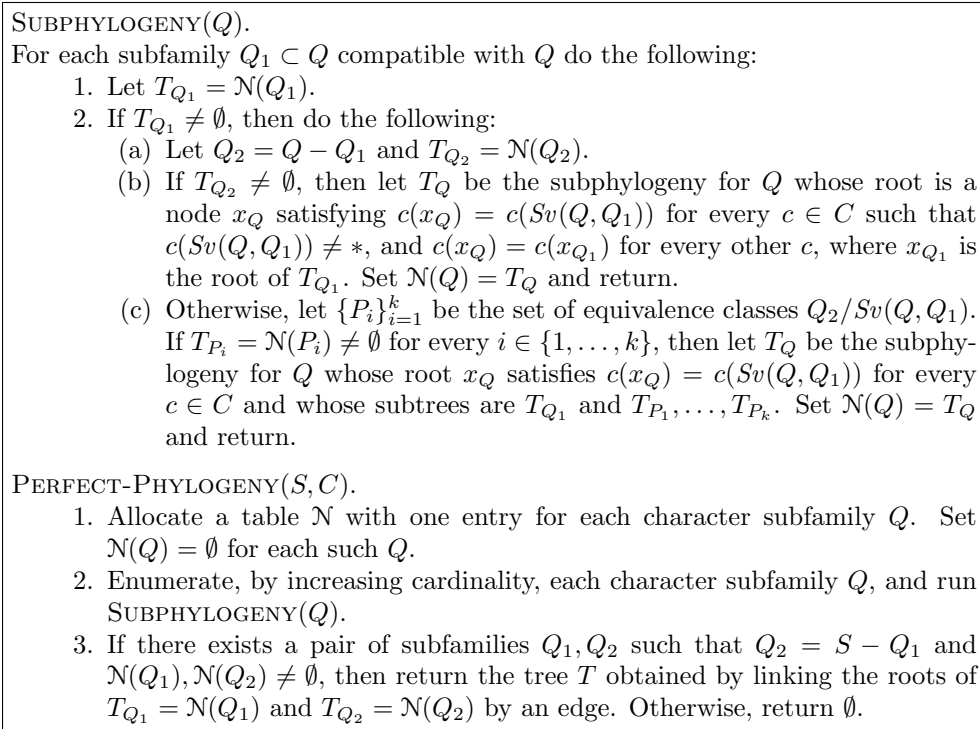 SUBPHYLOGENY(Q).
For each subfamily Q₁ ⊂ Q compatible with Q do the following:
1. Let T_{Q₁} = 𝒩(Q₁).
2. If T_{Q₁} ≠ ∅, then do the following:
(a) Let Q₂ = Q − Q₁ and T_{Q₂} = 𝒩(Q₂).
(b) If T_{Q₂} ≠ ∅, then let T_Q be the subphylogeny for Q whose root is a
node x_Q satisfying c(x_Q) = c(Sv(Q, Q₁)) for every c ∈ C such that
c(Sv(Q, Q₁)) ≠ ∗, and c(x_Q) = c(x_{Q₁}) for every other c, where x_{Q₁} is
the root of T_{Q₁}. Set 𝒩(Q) = T_Q and return.
(c) Otherwise, let {P_i}_{i=1}^k be the set of equivalence classes Q₂/Sv(Q, Q₁).
If T_{P_i} = 𝒩(P_i) ≠ ∅ for every i ∈ {1, . . . , k}, then let T_Q be the subphy-
logeny for Q whose root x_Q satisfies c(x_Q) = c(Sv(Q, Q₁)) for every
c ∈ C and whose subtrees are T_{Q₁} and T_{P₁}, . . . , T_{P_k}. Set 𝒩(Q) = T_Q
and return.
PERFECT-PHYLOGENY(S, C).
1. Allocate a table 𝒩 with one entry for each character subfamily Q. Set
𝒩(Q) = ∅ for each such Q.
2. Enumerate, by increasing cardinality, each character subfamily Q, and run
SUBPHYLOGENY(Q).
3. If there exists a pair of subfamilies Q₁, Q₂ such that Q₂ = S − Q₁ and
𝒩(Q₁), 𝒩(Q₂) ≠ ∅, then return the tree T obtained by linking the roots of
T_{Q₁} = 𝒩(Q₁) and T_{Q₂} = 𝒩(Q₂) by an edge. Otherwise, return ∅.